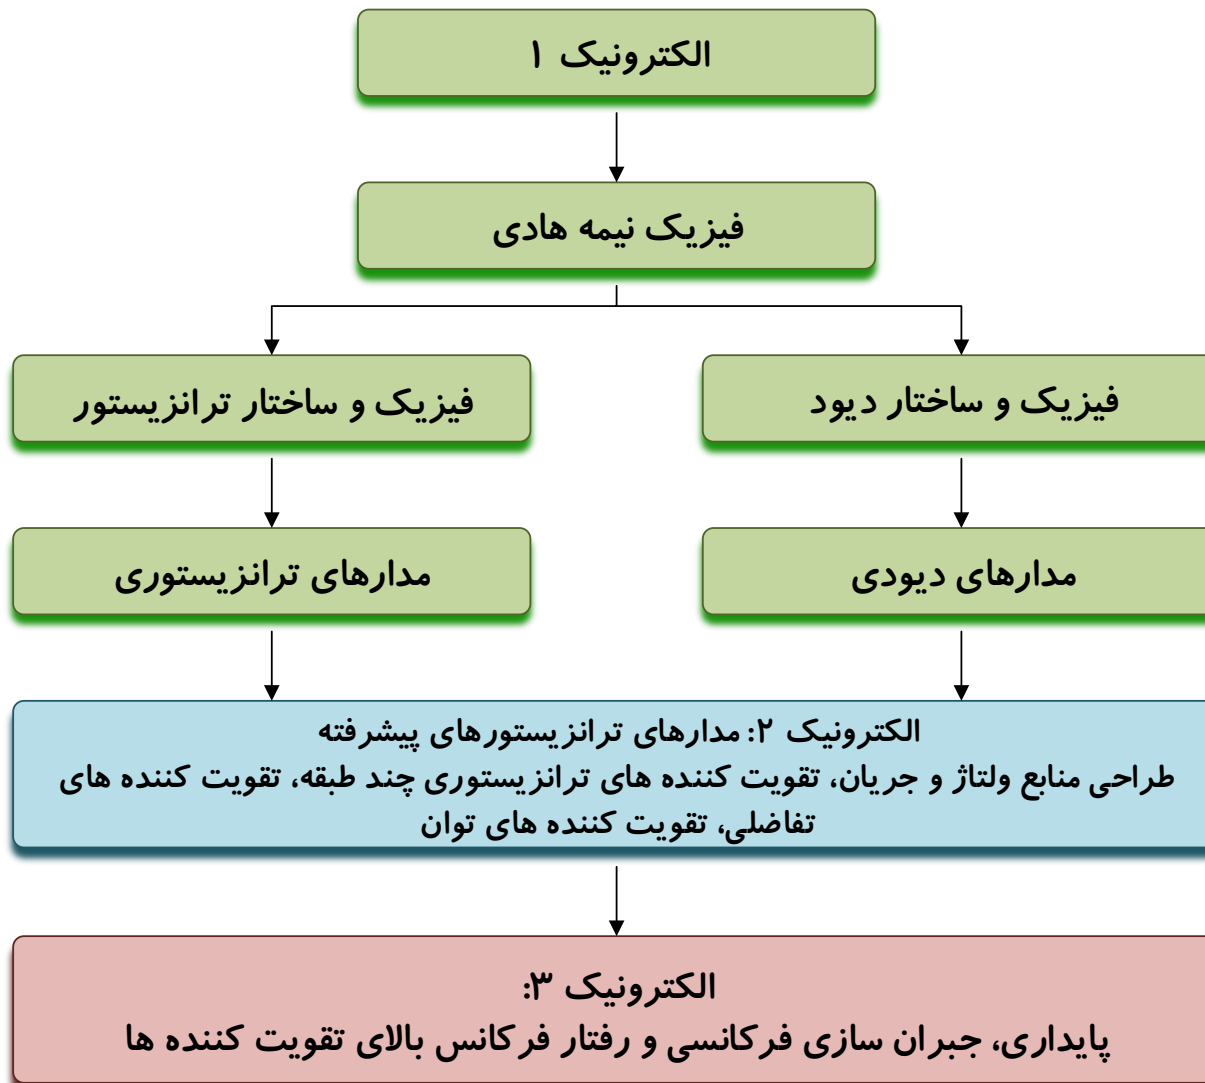 الکترونیک ۱
فیزیک نیمه هادی
فیزیک و ساختار دیود
فیزیک و ساختار ترانزیستور
مدارهای دیودی
مدارهای ترانزیستوری
الکترونیک ۲: مدارهای ترانزیستورهای پیشرفته
طراحی منابع ولتاژ و جریان، تقویت کننده های ترانزیستوری چند طبقه، تقویت کننده های
تفاضلی، تقویت کننده های توان
الکترونیک ۳:
پایداری، جبران سازی فرکانسی و رفتار فرکانس بالای تقویت کننده ها